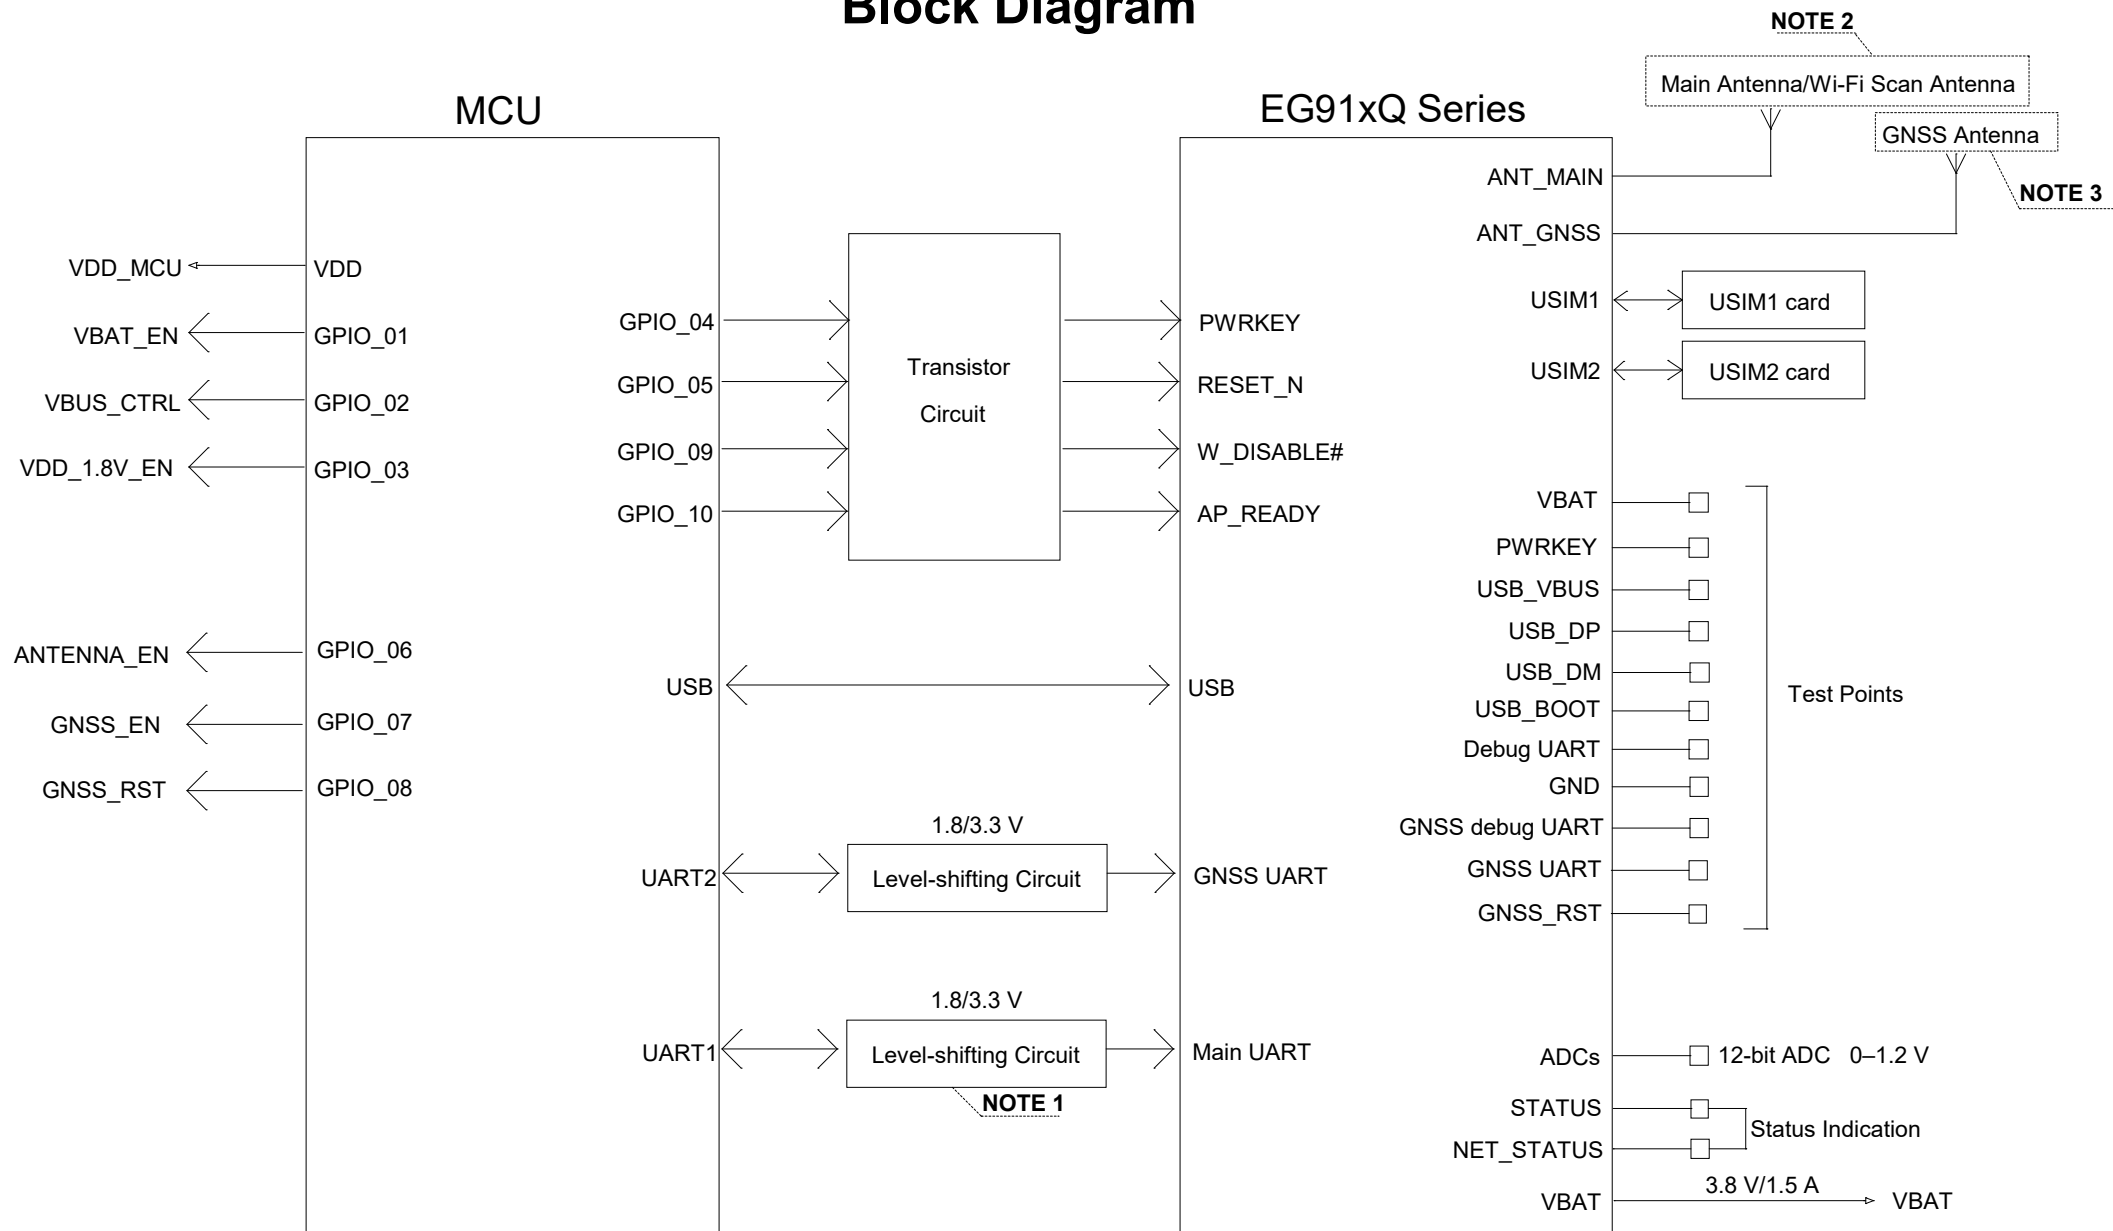 Block Diagram
NOTE 2
Main Antenna/Wi-Fi Scan Antenna
GNSS Antenna
NOTE 3
MCU
EG91xQ Series
VDD_MCU
VBAT_EN
VBUS_CTRL
VDD_1.8V_EN
ANTENNA_EN
GNSS_EN
GNSS_RST
VDD
GPIO_01
GPIO_02
GPIO_03
GPIO_06
GPIO_07
GPIO_08
GPIO_04
GPIO_05
GPIO_09
GPIO_10
USB
UART2
UART1
Transistor
Circuit
1.8/3.3 V
Level-shifting Circuit
1.8/3.3 V
Level-shifting Circuit
NOTE 1
PWRKEY
RESET_N
W_DISABLE#
AP_READY
USB
GNSS UART
Main UART
ANT_MAIN
ANT_GNSS
USIM1
USIM1 card
USIM2
USIM2 card
VBAT
PWRKEY
USB_VBUS
USB_DP
USB_DM
USB_BOOT
Debug UART
GND
GNSS debug UART
GNSS UART
GNSS_RST
Test Points
ADCs
12-bit ADC 0–1.2 V
STATUS
NET_STATUS
Status Indication
VBAT
3.8 V/1.5 A
VBAT